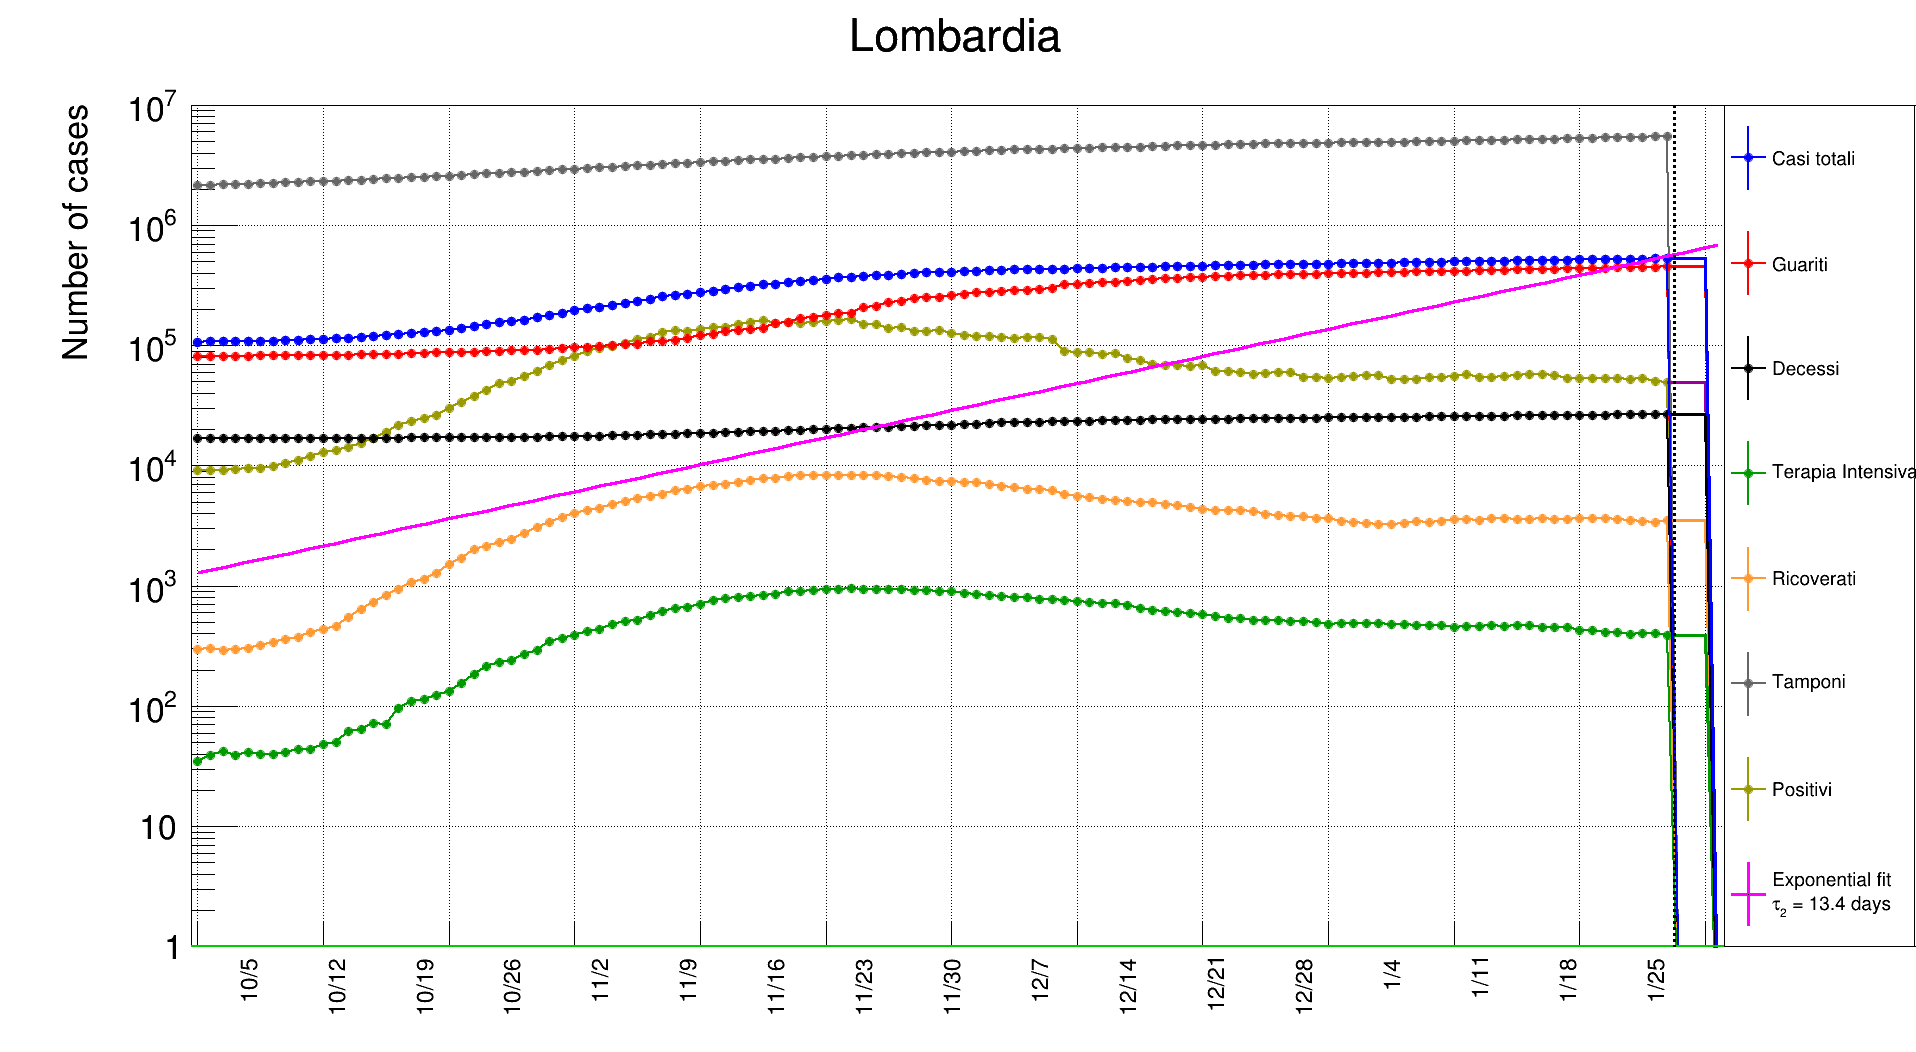 Lombardia
Number of cases
10^7
10^6
10^5
10^4
10^3
10^2
10
1
10/5
10/12
10/19
10/26
11/2
11/9
11/16
11/23
11/30
12/7
12/14
12/21
12/28
1/4
1/11
1/18
1/25
Casi totali
Guariti
Decessi
Terapia Intensiva
Ricoverati
Tamponi
Positivi
Exponential fit
τ₂ = 13.4 days